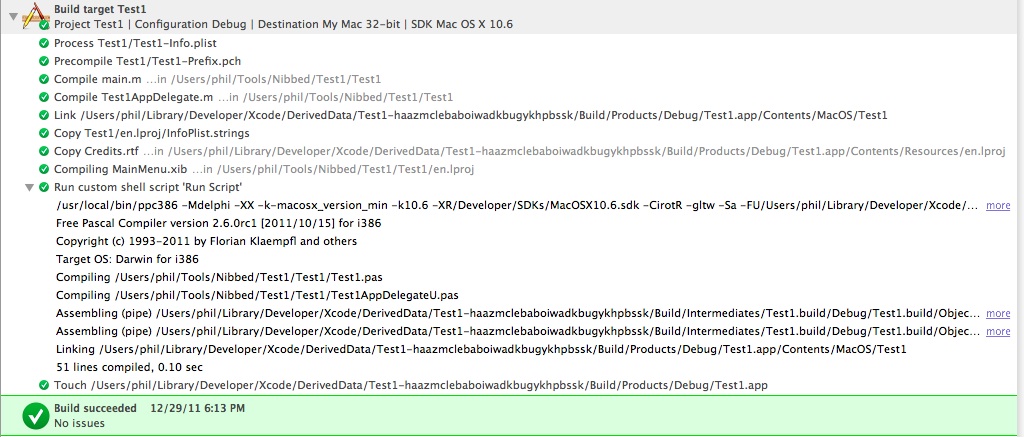 Build target Test1
Project Test1 | Configuration Debug | Destination My Mac 32-bit | SDK Mac OS X 10.6
Process Test1/Test1-Info.plist
Precompile Test1/Test1-Prefix.pch
Compile main.m ...in /Users/phil/Tools/Nibbed/Test1/Test1
Compile Test1AppDelegate.m ...in /Users/phil/Tools/Nibbed/Test1/Test1
Link /Users/phil/Library/Developer/Xcode/DerivedData/Test1-haazmclebaboiwadkbugykhpbssk/Build/Products/Debug/Test1.app/Contents/MacOS/Test1
Copy Test1/en.lproj/InfoPlist.strings
Copy Credits.rtf ...in /Users/phil/Library/Developer/Xcode/DerivedData/Test1-haazmclebaboiwadkbugykhpbssk/Build/Products/Debug/Test1.app/Contents/Resources/en.lproj
Compiling MainMenu.xib ...in /Users/phil/Tools/Nibbed/Test1/Test1/en.lproj
Run custom shell script 'Run Script'
/usr/local/bin/ppc386 -Mdelphi -XX -k-macosx_version_min -k10.6 -XR/Developer/SDKs/MacOSX10.6.sdk -CirotR -gltw -Sa -FU/Users/phil/Library/Developer/Xcode/... more
Free Pascal Compiler version 2.6.0rc1 [2011/10/15] for i386
Copyright (c) 1993-2011 by Florian Klaempfl and others
Target OS: Darwin for i386
Compiling /Users/phil/Tools/Nibbed/Test1/Test1/Test1.pas
Compiling /Users/phil/Tools/Nibbed/Test1/Test1/Test1AppDelegateU.pas
Assembling (pipe) /Users/phil/Library/Developer/Xcode/DerivedData/Test1-haazmclebaboiwadkbugykhpbssk/Build/Intermediates/Test1.build/Debug/Test1.build/Objec... more
Assembling (pipe) /Users/phil/Library/Developer/Xcode/DerivedData/Test1-haazmclebaboiwadkbugykhpbssk/Build/Intermediates/Test1.build/Debug/Test1.build/Objec... more
Linking /Users/phil/Library/Developer/Xcode/DerivedData/Test1-haazmclebaboiwadkbugykhpbssk/Build/Products/Debug/Test1.app/Contents/MacOS/Test1
51 lines compiled, 0.10 sec
Touch /Users/phil/Library/Developer/Xcode/DerivedData/Test1-haazmclebaboiwadkbugykhpbssk/Build/Products/Debug/Test1.app
Build succeeded 12/29/11 6:13 PM
No issues